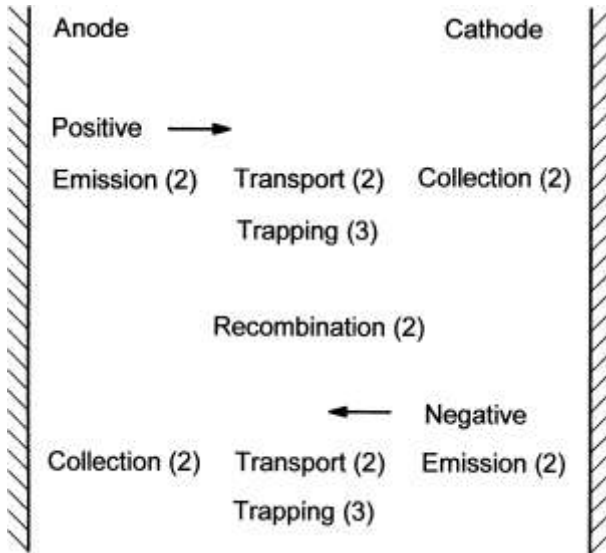 Anode Cathode
Positive
Emission (2) Transport (2) Collection (2)
Trapping (3)
Recombination (2)
Negative
Collection (2) Transport (2) Emission (2)
Trapping (3)